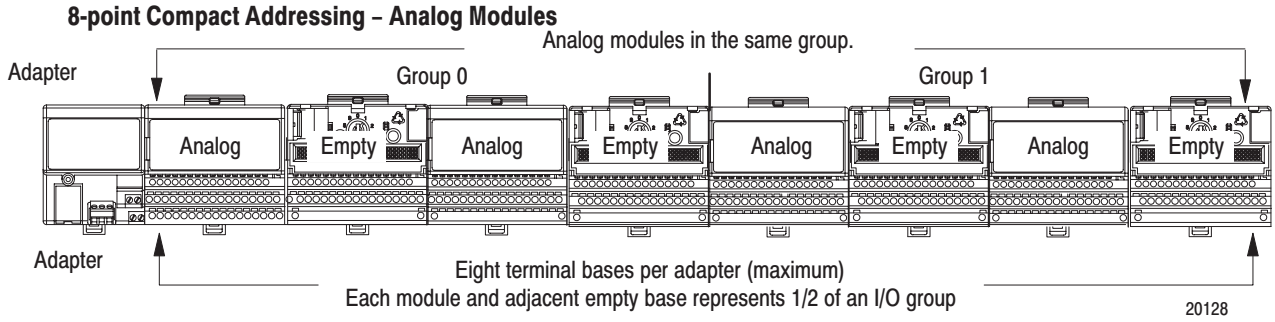 8-point Compact Addressing – Analog Modules
Analog modules in the same group.
Adapter
Group 0
Group 1
Analog
Empty
Analog
Empty
Analog
Empty
Analog
Empty
Adapter
Eight terminal bases per adapter (maximum)
Each module and adjacent empty base represents 1/2 of an I/O group
20128